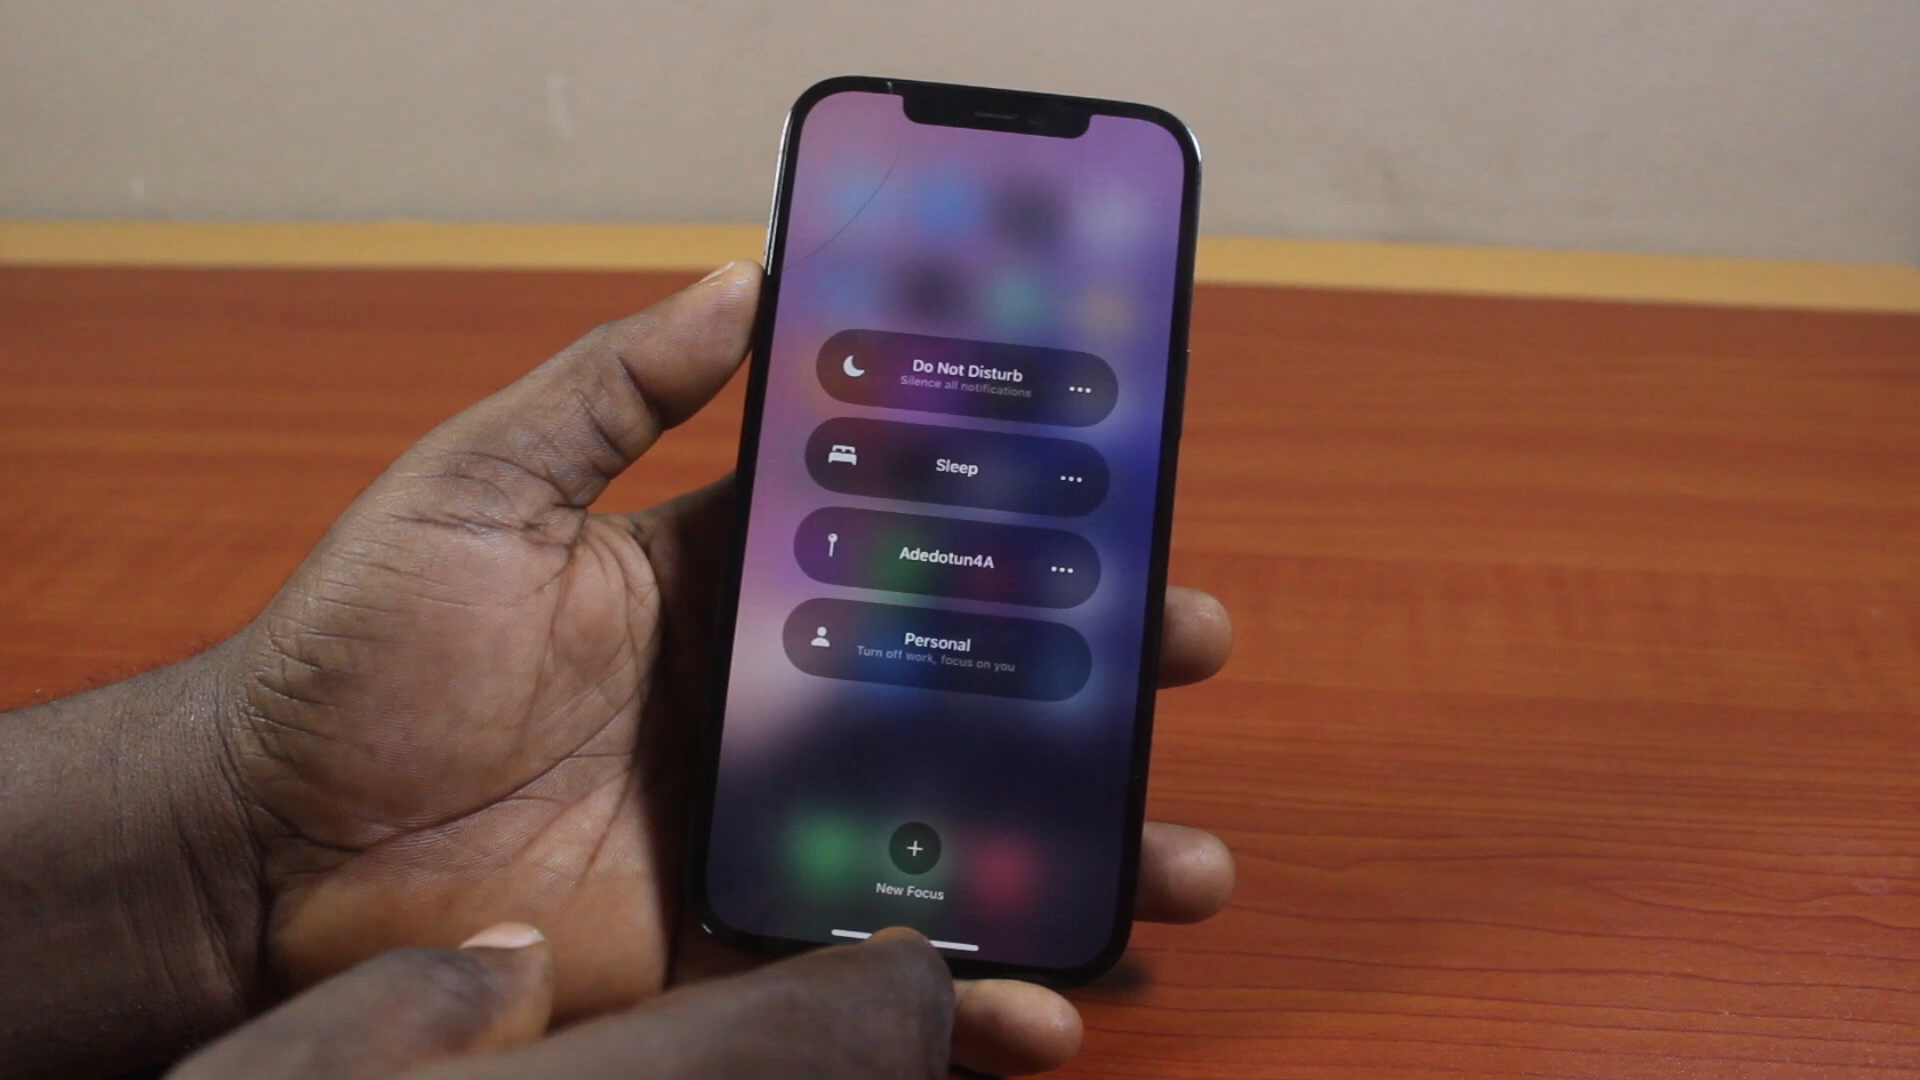 Do Not Disturb
Silence all notifications
Sleep
Adedotun4A
Personal
Turn off work, focus on you
New Focus